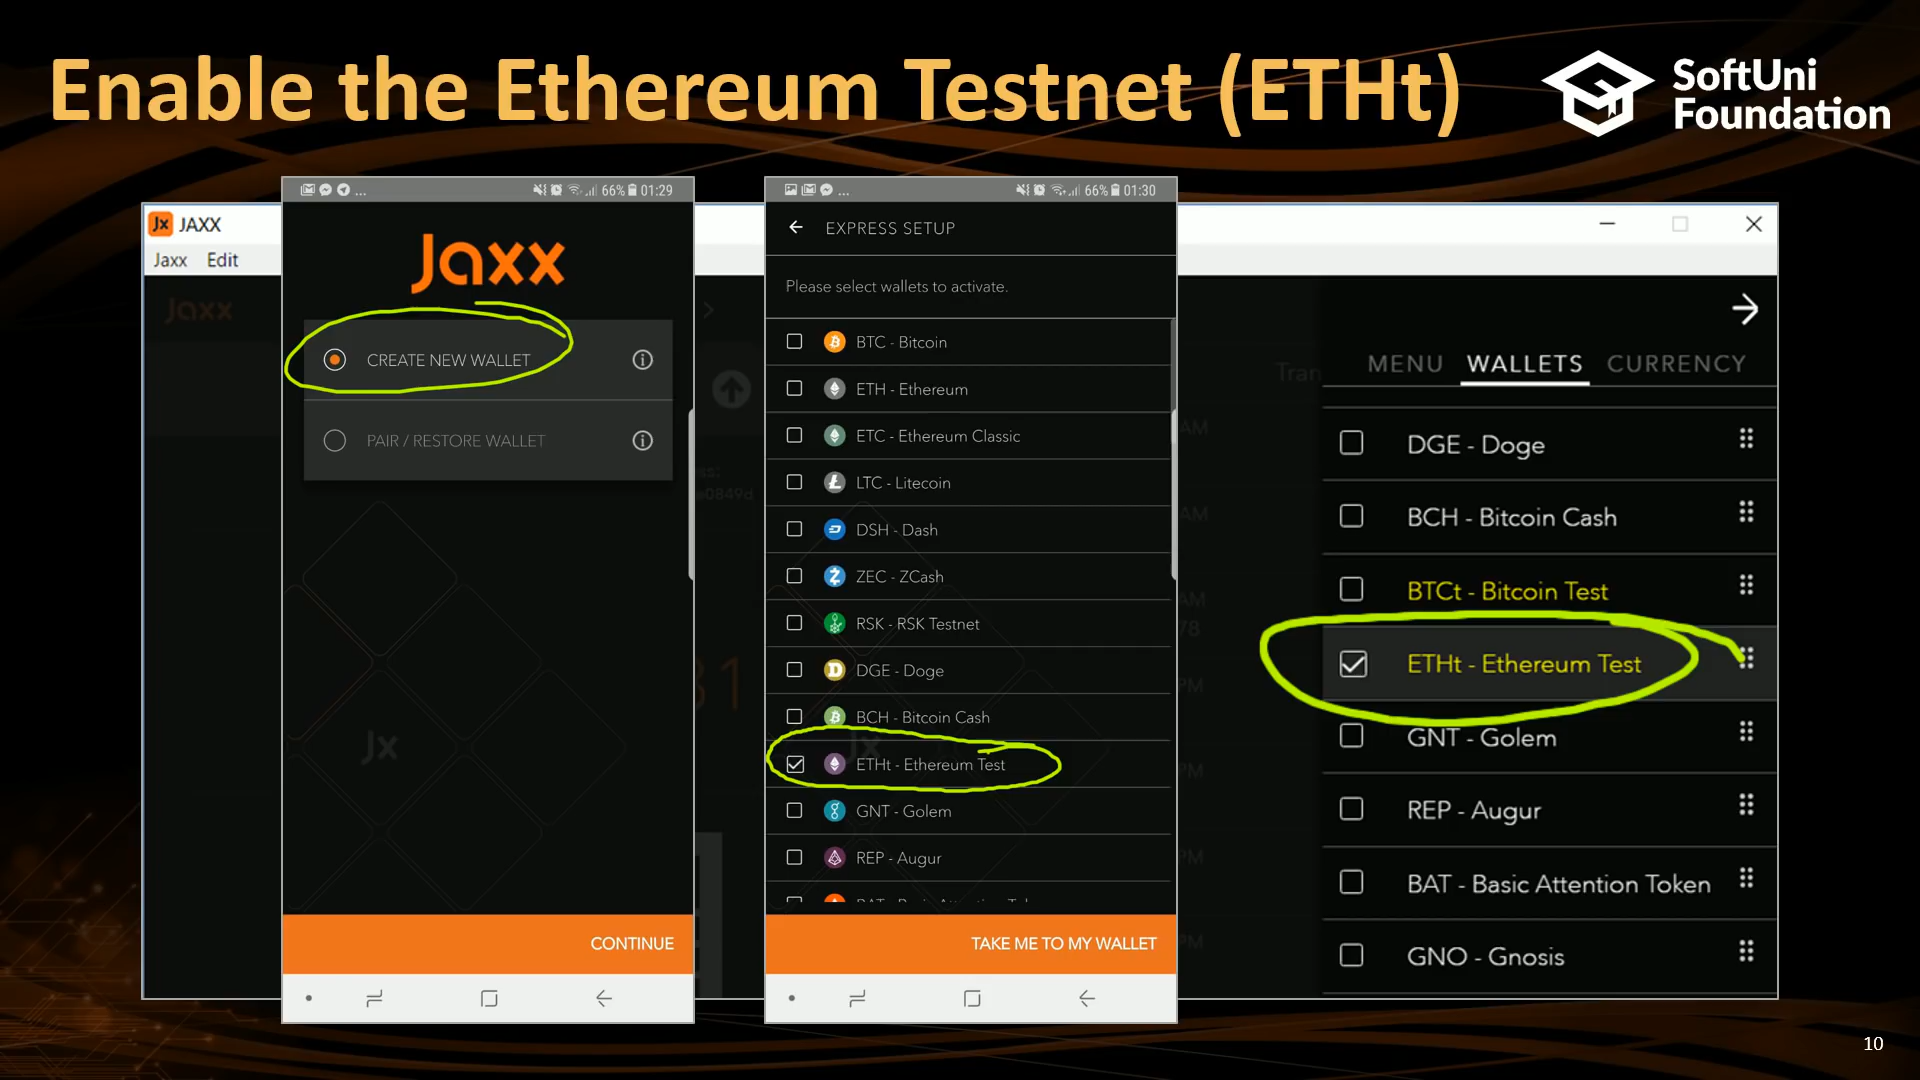 Enable the Ethereum Testnet (ETHt)
SoftUni
Foundation
Jx JAXX
Jaxx Edit
Jaxx
... 66% 01:29
Jaxx
CREATE NEW WALLET
PAIR / RESTORE WALLET
Jx
CONTINUE
... 66% 01:30
EXPRESS SETUP
Please select wallets to activate.
BTC - Bitcoin
ETH - Ethereum
ETC - Ethereum Classic
LTC - Litecoin
DSH - Dash
ZEC - ZCash
RSK - RSK Testnet
DGE - Doge
BCH - Bitcoin Cash
ETHt - Ethereum Test
GNT - Golem
REP - Augur
TAKE ME TO MY WALLET
MENU WALLETS CURRENCY
DGE - Doge
BCH - Bitcoin Cash
BTCt - Bitcoin Test
ETHt - Ethereum Test
GNT - Golem
REP - Augur
BAT - Basic Attention Token
GNO - Gnosis
10